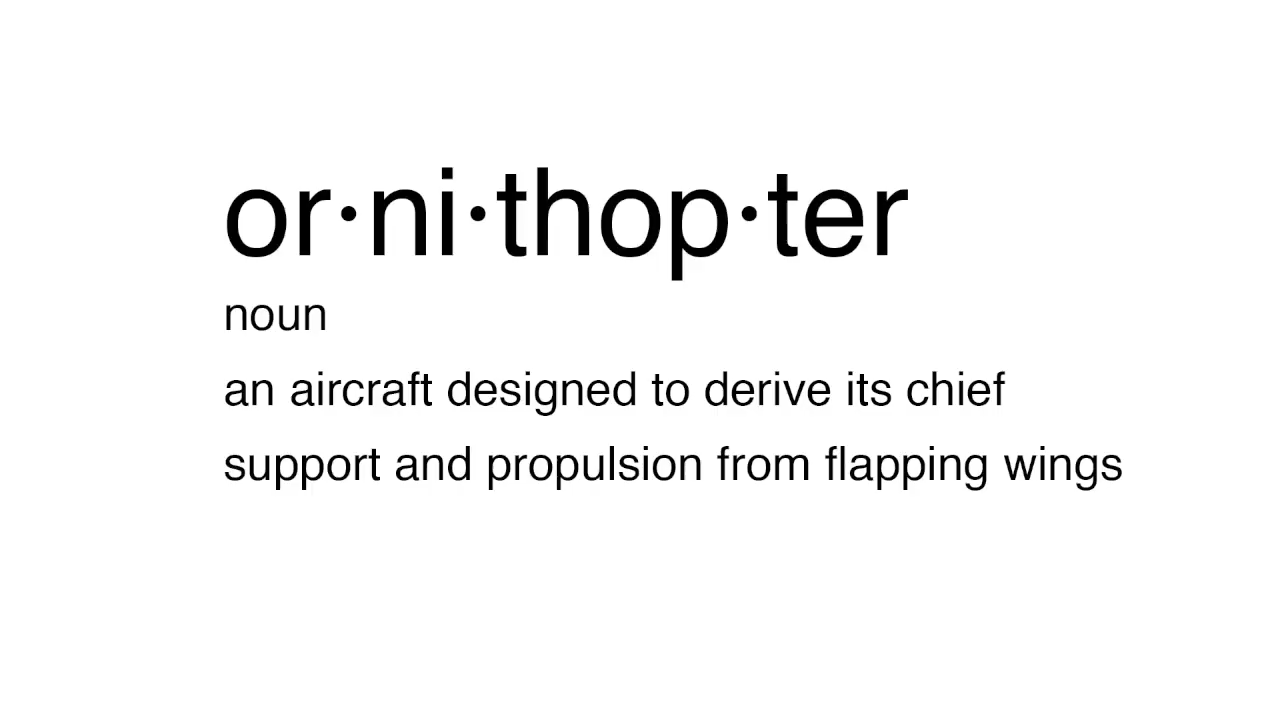 or·ni·thop·ter
noun
an aircraft designed to derive its chief
support and propulsion from flapping wings